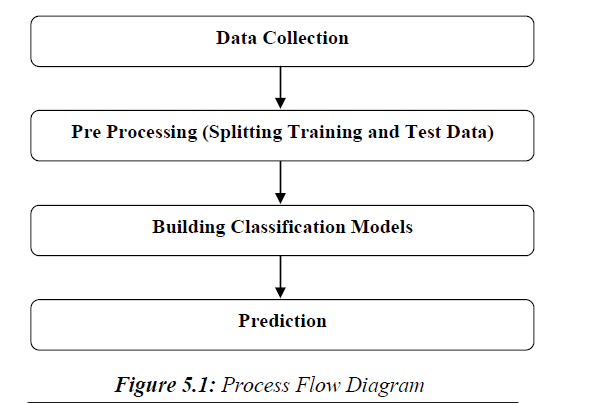 Data Collection
Pre Processing (Splitting Training and Test Data)
Building Classification Models
Prediction
Figure 5.1: Process Flow Diagram